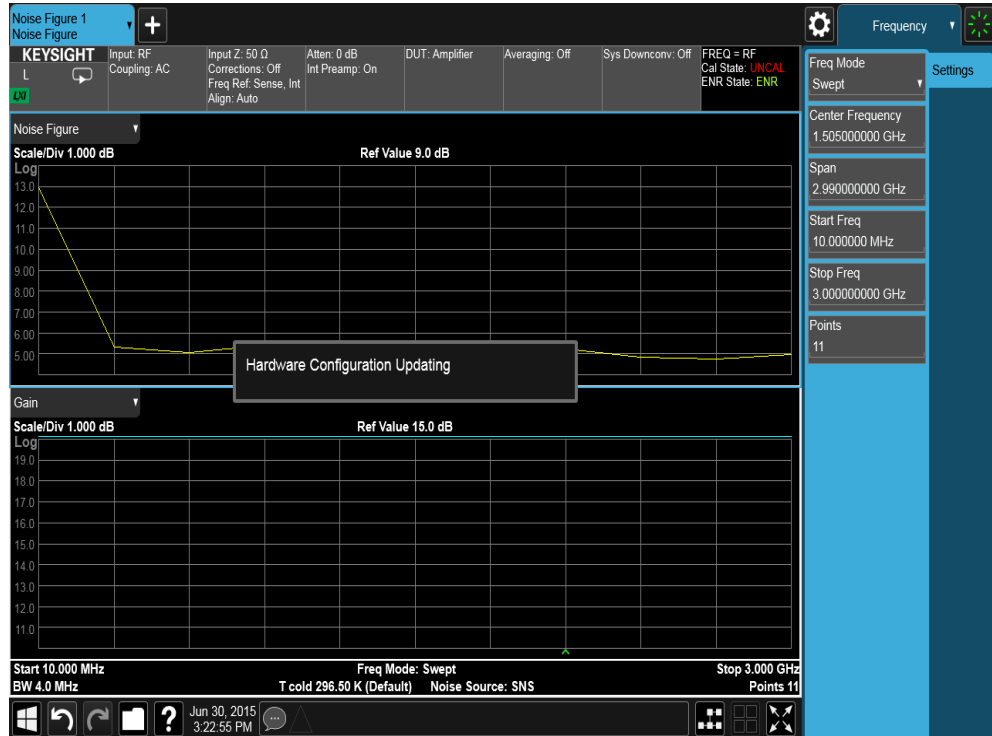 Noise Figure 1
Noise Figure
Frequency
KEYSIGHT
L
LXI
Input: RF
Coupling: AC
Input Z: 50 Ω
Corrections: Off
Freq Ref: Sense, Int
Align: Auto
Atten: 0 dB
Int Preamp: On
DUT: Amplifier
Averaging: Off
Sys Downconv: Off
FREQ = RF
Cal State: UNCAL
ENR State: ENR
Freq Mode
Swept
Settings
Center Frequency
1.505000000 GHz
Span
2.990000000 GHz
Start Freq
10.000000 MHz
Stop Freq
3.000000000 GHz
Points
11
Noise Figure
Scale/Div 1.000 dB
Ref Value 9.0 dB
Log
13.0
12.0
11.0
10.0
9.00
8.00
7.00
6.00
5.00
Hardware Configuration Updating
Gain
Scale/Div 1.000 dB
Ref Value 15.0 dB
Log
19.0
18.0
17.0
16.0
15.0
14.0
13.0
12.0
11.0
Start 10.000 MHz
Freq Mode: Swept
Stop 3.000 GHz
BW 4.0 MHz
T cold 296.50 K (Default)
Noise Source: SNS
Points 11
?
Jun 30, 2015
3:22:55 PM